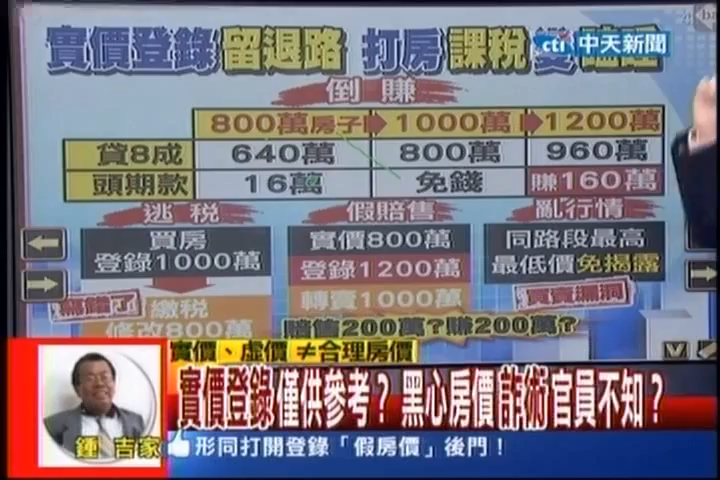 實價登錄 留退路 打房課稅變
cti 中天新聞
倒賺
800萬房子 1000萬 1200萬
貸8成 640萬 800萬 960萬
頭期款 16萬 免錢 賺160萬
逃稅 假賠售 亂行情
買房
登錄1000萬
寫錯了
繳稅
修改800萬
實價800萬
登錄1200萬
轉賣1000萬
賠售200萬?賺200萬?
同路段最高
最低價免揭露
買賣漏洞
實價、虛價≠合理房價
實價登錄僅供參考? 黑心房價詐術官員不知?
鍾 吉家
形同打開登錄「假房價」後門!